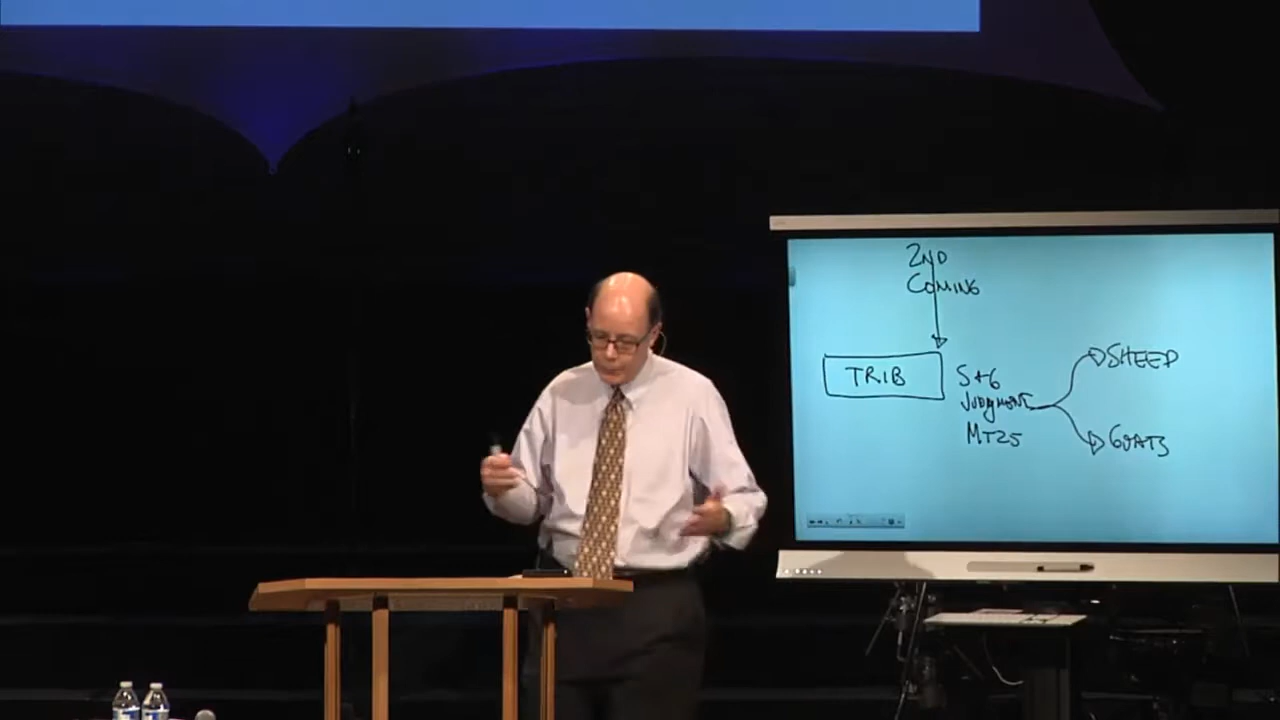 2ND
COMING
TRIB
S+G
JUDGMENT
MT25
SHEEP
GOATS